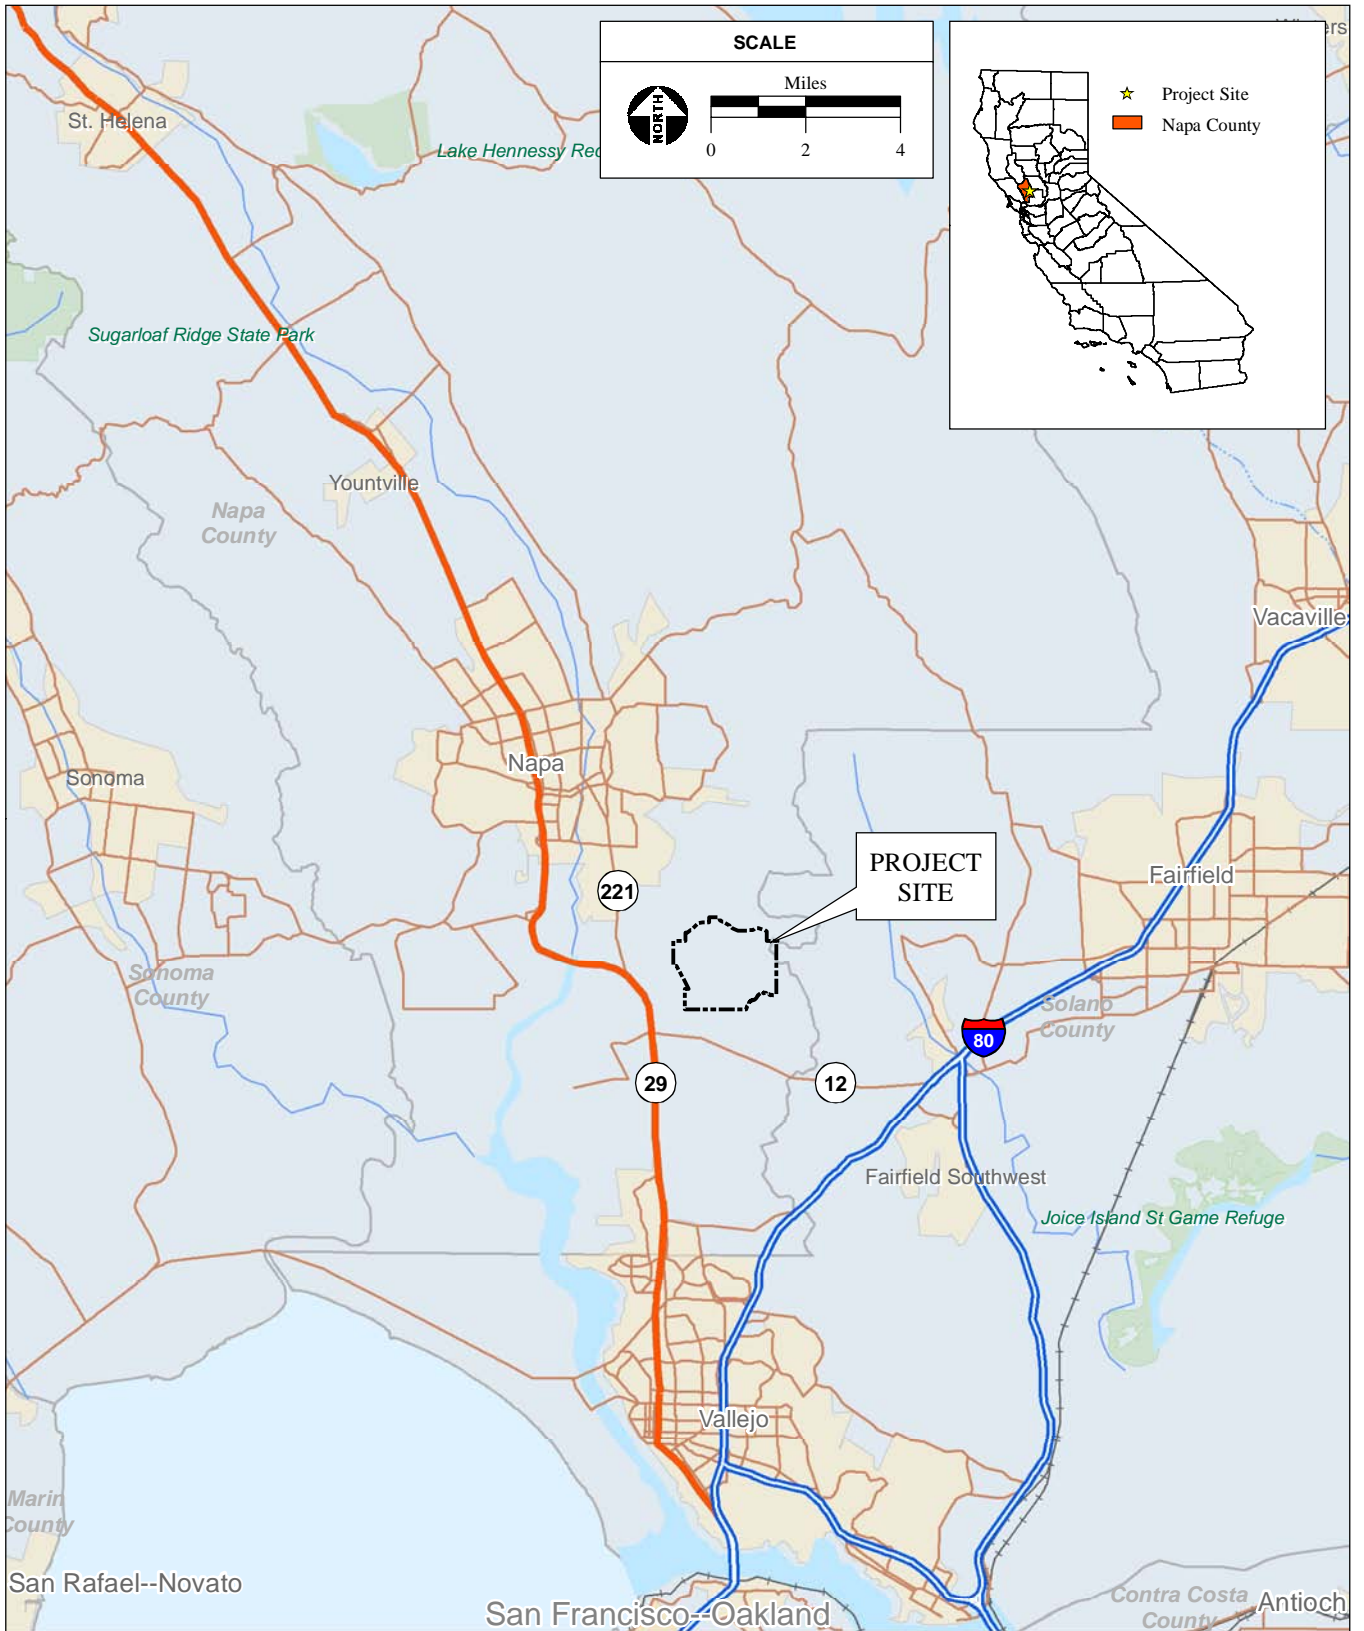 SCALE
Miles
NORTH
0 2 4
Project Site
Napa County
St. Helena
Lake Hennessy Rec
Sugarloaf Ridge State Park
Yountville
Napa
County
Vacaville
Napa
Sonoma
PROJECT
SITE
Fairfield
221
Sonoma
County
Solano
County
80
29
12
Fairfield Southwest
Joice Island St Game Refuge
Vallejo
Marin
County
San Rafael--Novato
San Francisco--Oakland
Contra Costa
County
Antioch